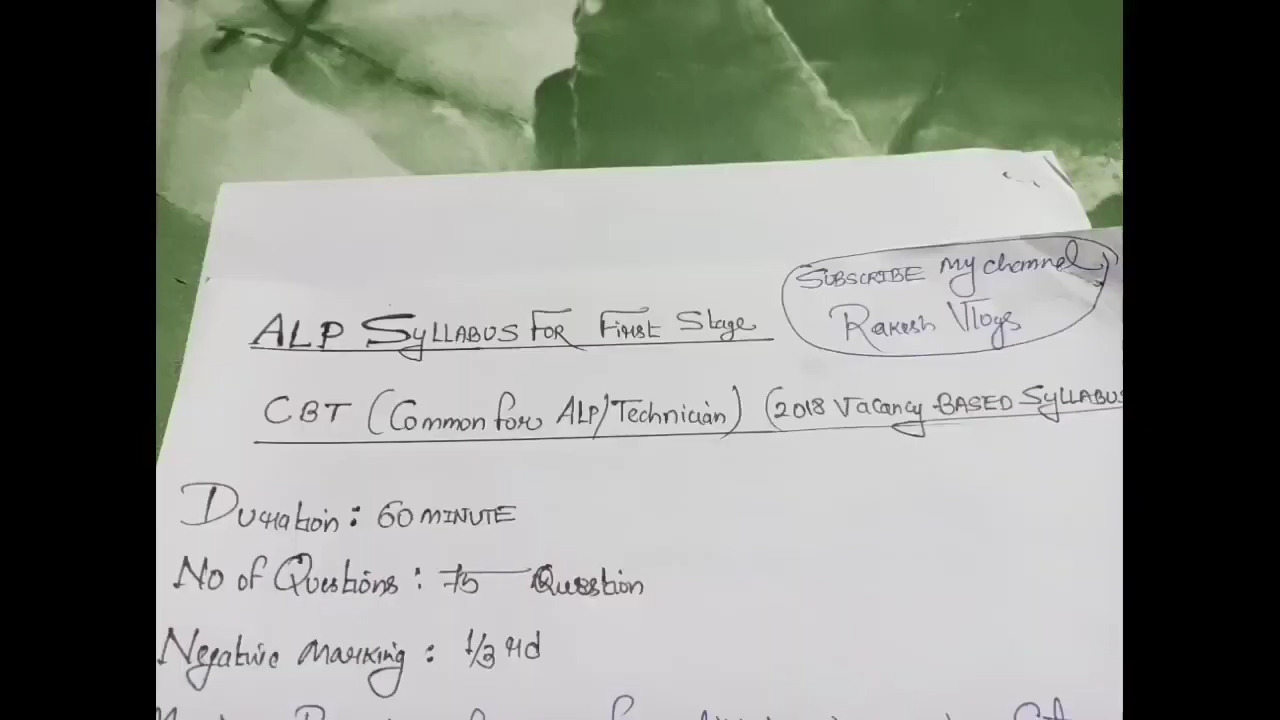 SUBSCRIBE my channel
Rakesh Vlogs
ALP SyLLABUS FOR FIRST Stage
CBT (Common for ALP/Technician) (2018 Vacancy BASED SyLLABUS
Duration: 60 MINUTE
No of Questions: 75 Question
Negative Marking: 1/3 rd